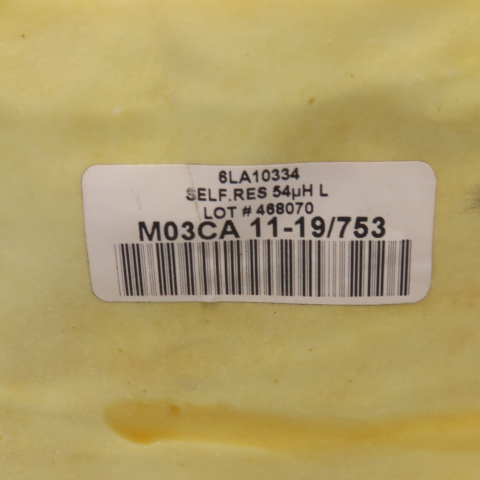 6LA10334
SELF.RES 54µH L
LOT # 468070
M03CA 11-19/753